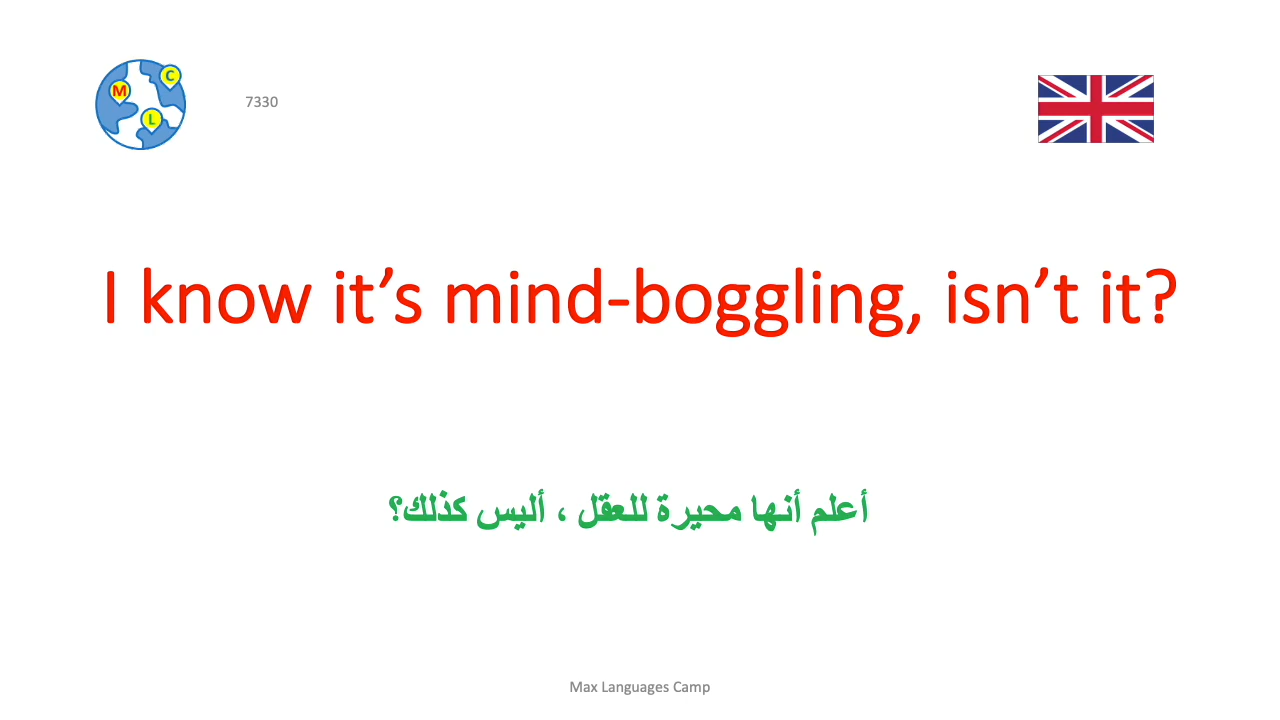 M
C
L
7330
I know it’s mind-boggling, isn’t it?
أعلم أنها محيرة للعقل ، أليس كذلك؟
Max Languages Camp